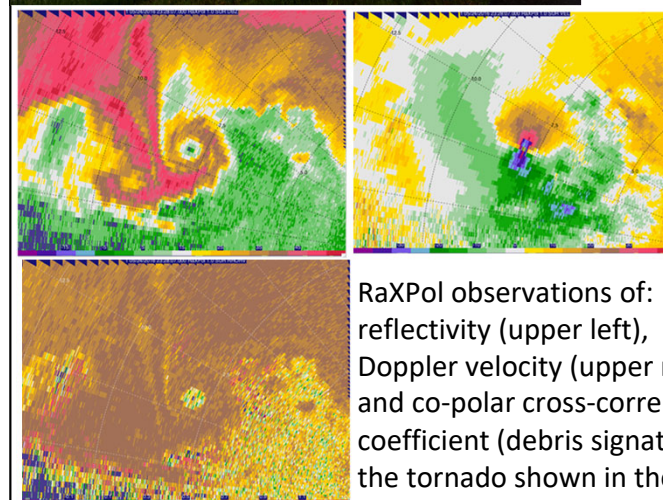 RaXPol observations of:
reflectivity (upper left),
Doppler velocity (upper
and co-polar cross-corre
coefficient (debris signat
the tornado shown in the